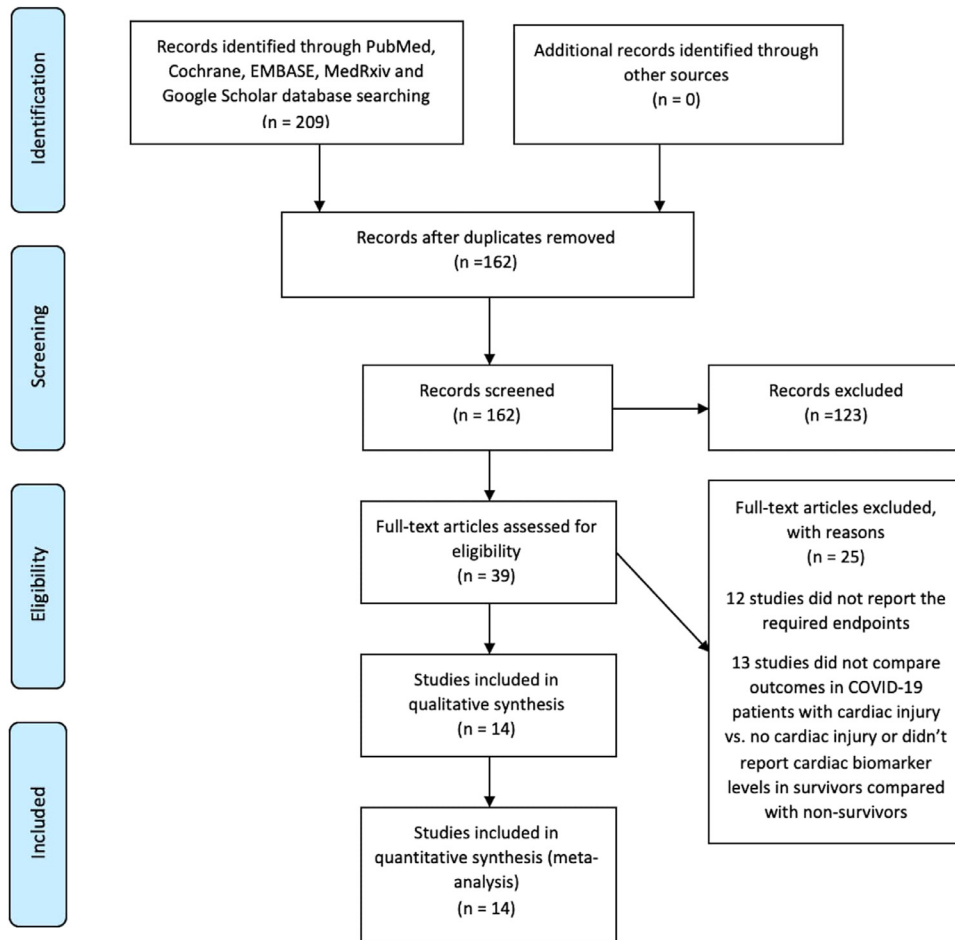 Identification
Records identified through PubMed,
Cochrane, EMBASE, MedRxiv and
Google Scholar database searching
(n = 209)
Additional records identified through
other sources
(n = 0)
Records after duplicates removed
(n =162)
Screening
Records screened
(n = 162)
Records excluded
(n =123)
Eligibility
Full-text articles assessed for
eligibility
(n = 39)
Full-text articles excluded,
with reasons
(n = 25)
12 studies did not report the
required endpoints
13 studies did not compare
outcomes in COVID-19
patients with cardiac injury
vs. no cardiac injury or didn’t
report cardiac biomarker
levels in survivors compared
with non-survivors
Studies included in
qualitative synthesis
(n = 14)
Included
Studies included in
quantitative synthesis (meta-
analysis)
(n = 14)